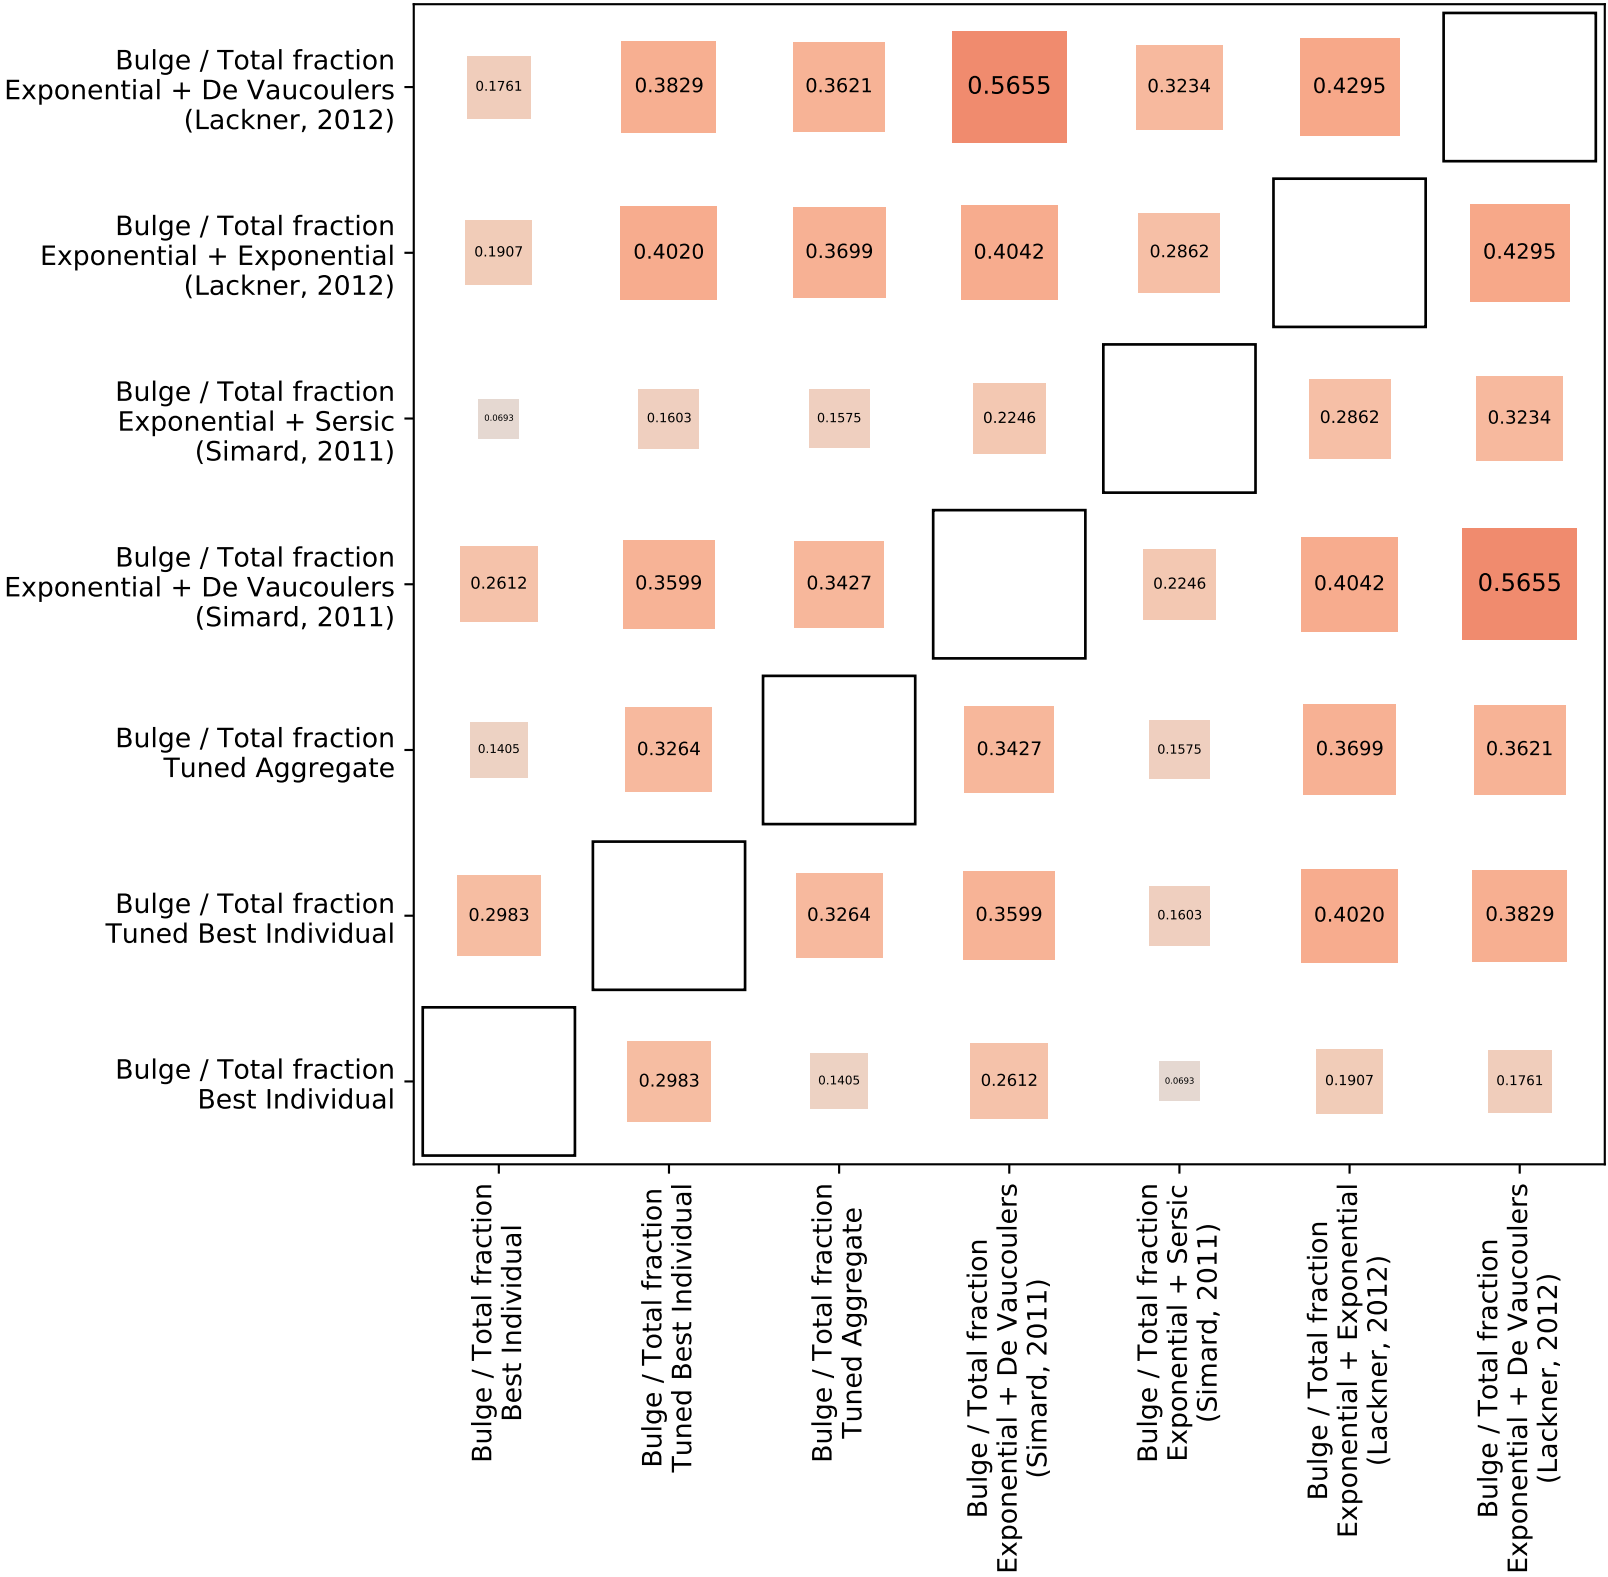 Bulge / Total fraction
Exponential + De Vaucoulers
(Lackner, 2012)
0.1761 0.3829 0.3621 0.5655 0.3234 0.4295
Bulge / Total fraction
Exponential + Exponential
(Lackner, 2012)
0.1907 0.4020 0.3699 0.4042 0.2862 0.4295
Bulge / Total fraction
Exponential + Sersic
(Simard, 2011)
0.0693 0.1603 0.1575 0.2246 0.2862 0.3234
Bulge / Total fraction
Exponential + De Vaucoulers
(Simard, 2011)
0.2612 0.3599 0.3427 0.2246 0.4042 0.5655
Bulge / Total fraction
Tuned Aggregate
0.1405 0.3264 0.3427 0.1575 0.3699 0.3621
Bulge / Total fraction
Tuned Best Individual
0.2983 0.3264 0.3599 0.1603 0.4020 0.3829
Bulge / Total fraction
Best Individual
0.2983 0.1405 0.2612 0.0693 0.1907 0.1761
Bulge / Total fraction
Best Individual
Bulge / Total fraction
Tuned Best Individual
Bulge / Total fraction
Tuned Aggregate
Bulge / Total fraction
Exponential + De Vaucoulers
(Simard, 2011)
Bulge / Total fraction
Exponential + Sersic
(Simard, 2011)
Bulge / Total fraction
Exponential + Exponential
(Lackner, 2012)
Bulge / Total fraction
Exponential + De Vaucoulers
(Lackner, 2012)